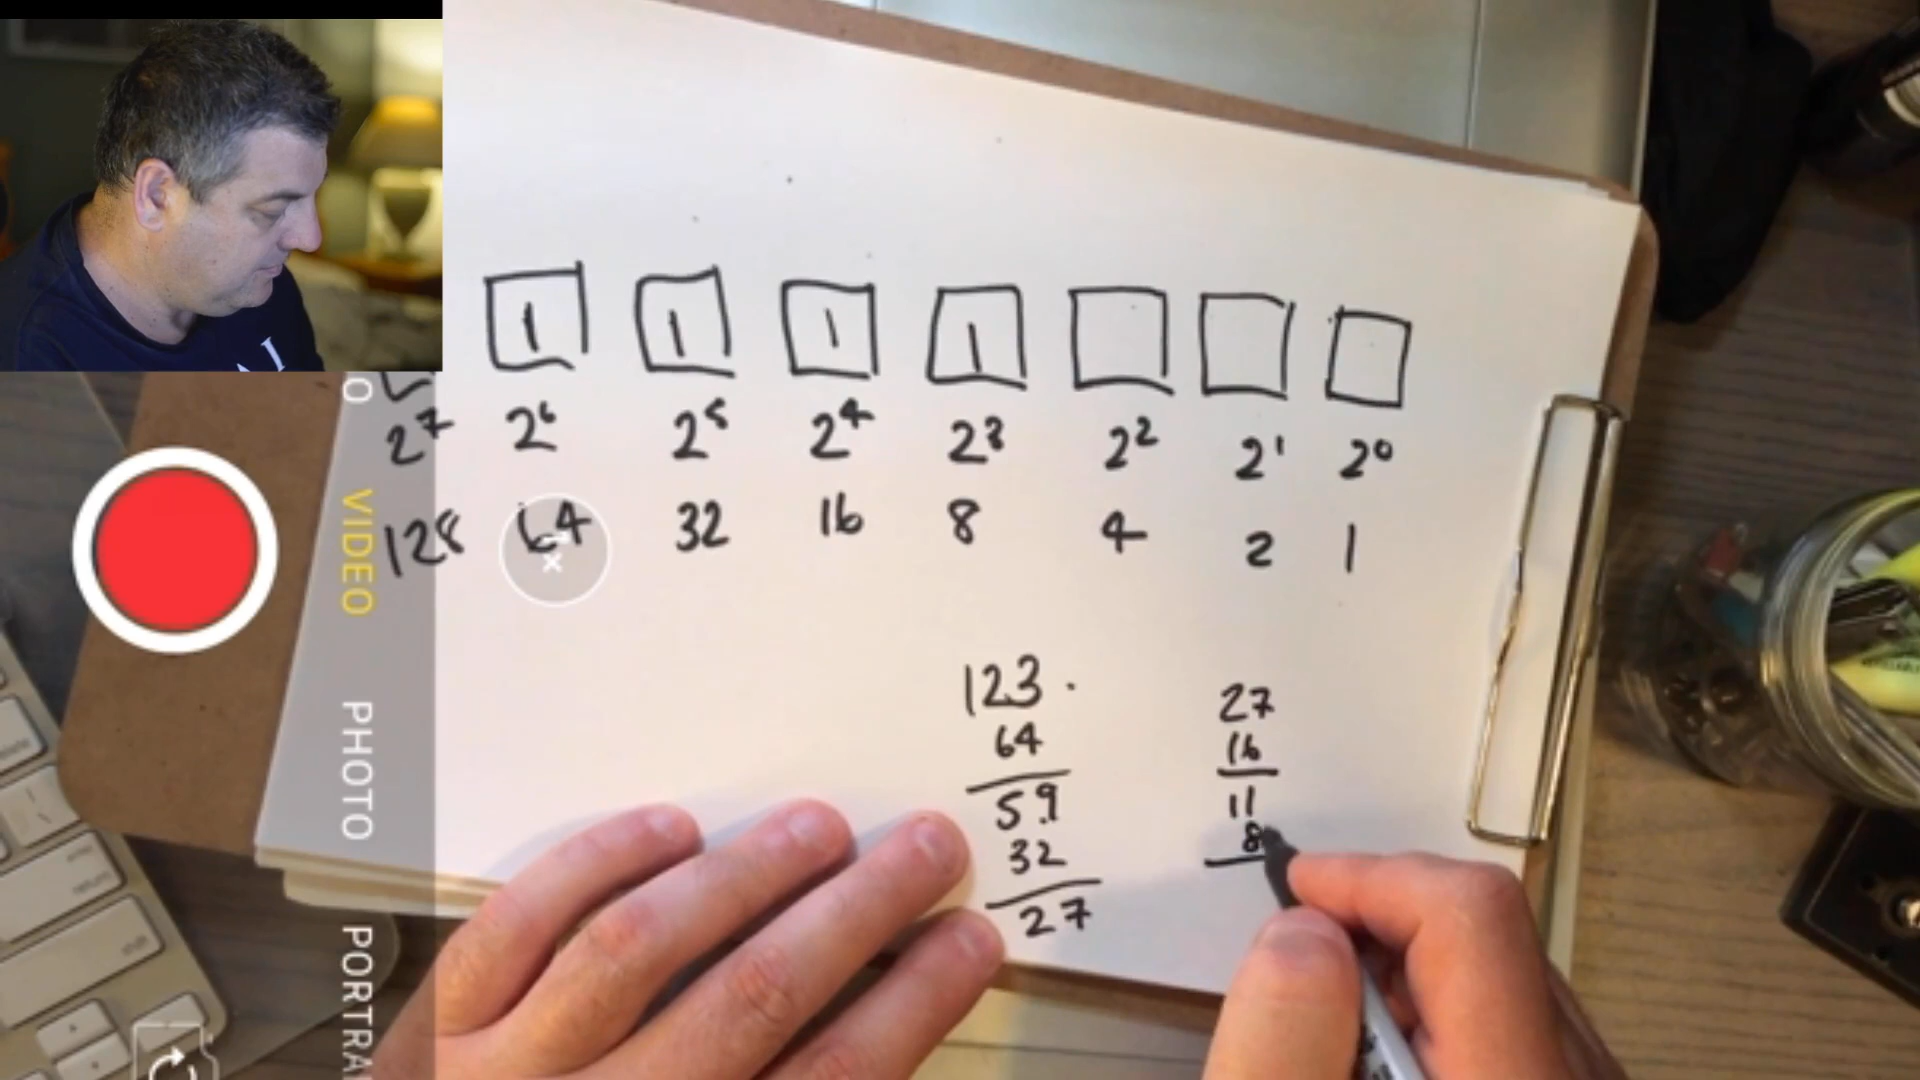 1 1 1 1
2⁷ 2⁶ 2⁵ 2⁴ 2³ 2² 2¹ 2⁰
128 64 32 16 8 4 2 1
×
VIDEO
PHOTO
123 .
64
59
32
27
27
16
11
8